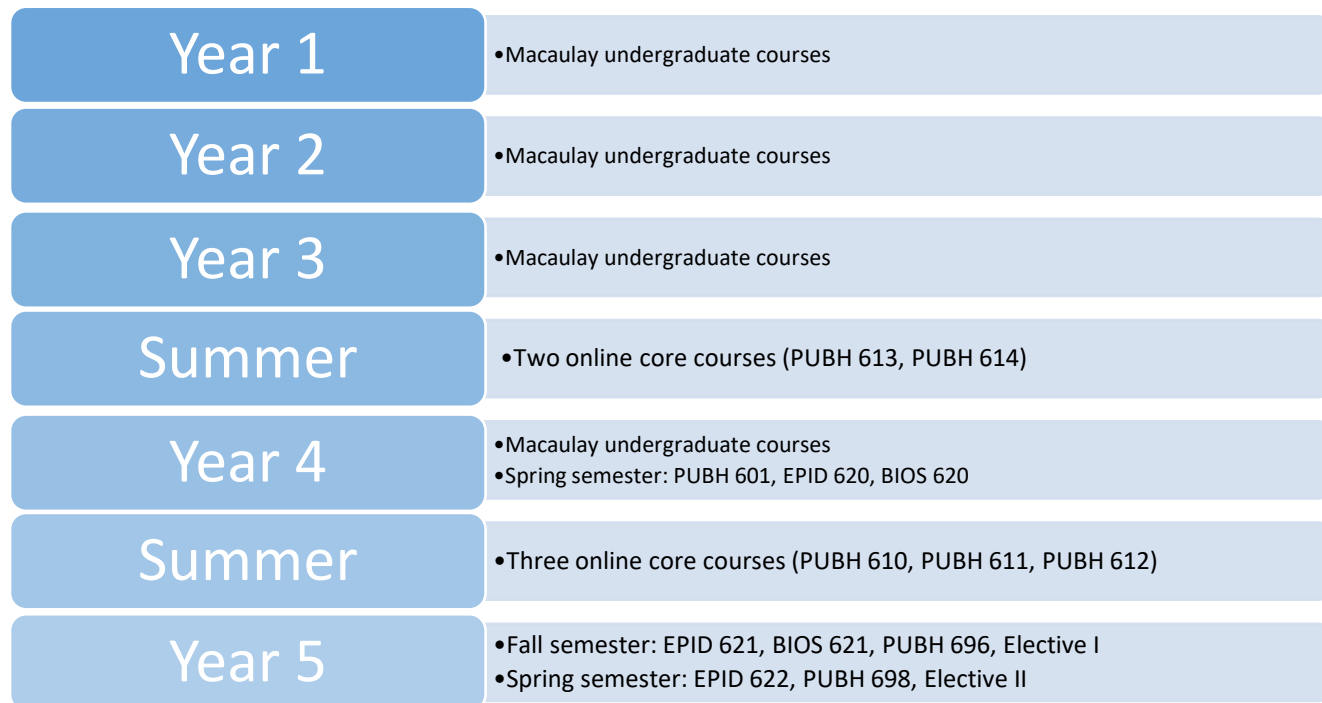 Year 1
•Macaulay undergraduate courses
Year 2
•Macaulay undergraduate courses
Year 3
•Macaulay undergraduate courses
Summer
•Two online core courses (PUBH 613, PUBH 614)
Year 4
•Macaulay undergraduate courses
•Spring semester: PUBH 601, EPID 620, BIOS 620
Summer
•Three online core courses (PUBH 610, PUBH 611, PUBH 612)
Year 5
•Fall semester: EPID 621, BIOS 621, PUBH 696, Elective I
•Spring semester: EPID 622, PUBH 698, Elective II